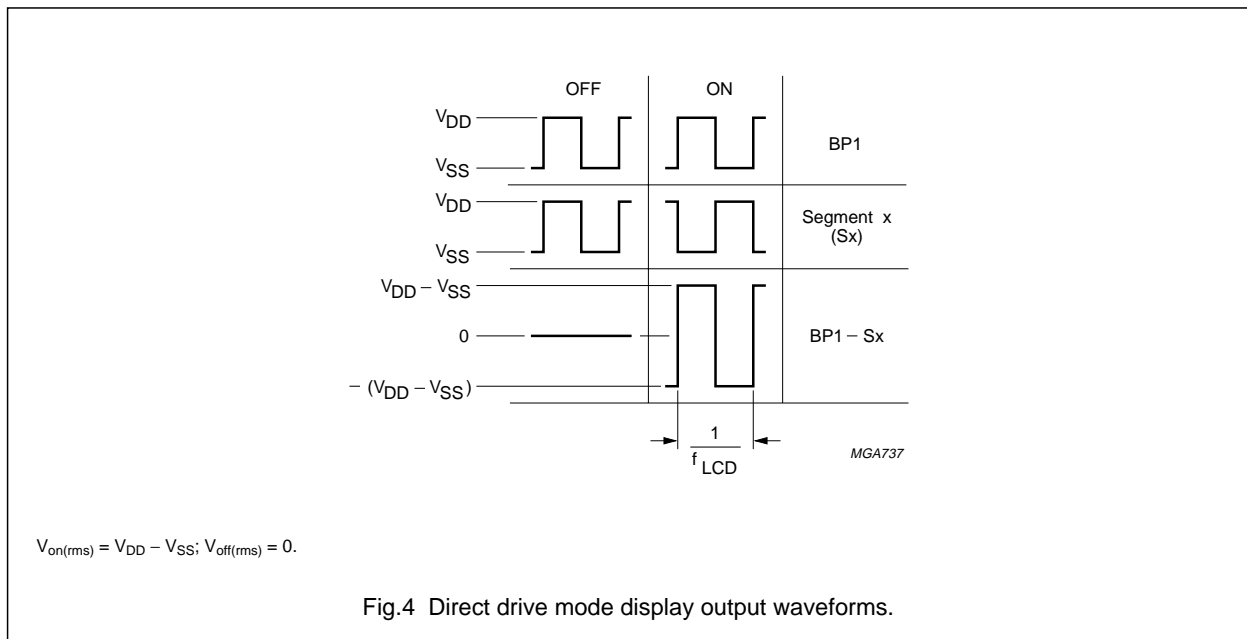 OFF ON
VDD
VSS
BP1
VDD
VSS
Segment x
(Sx)
VDD − VSS
0
− (VDD − VSS)
BP1 − Sx
1
fLCD
MGA737
Von(rms) = VDD − VSS; Voff(rms) = 0.
Fig.4 Direct drive mode display output waveforms.